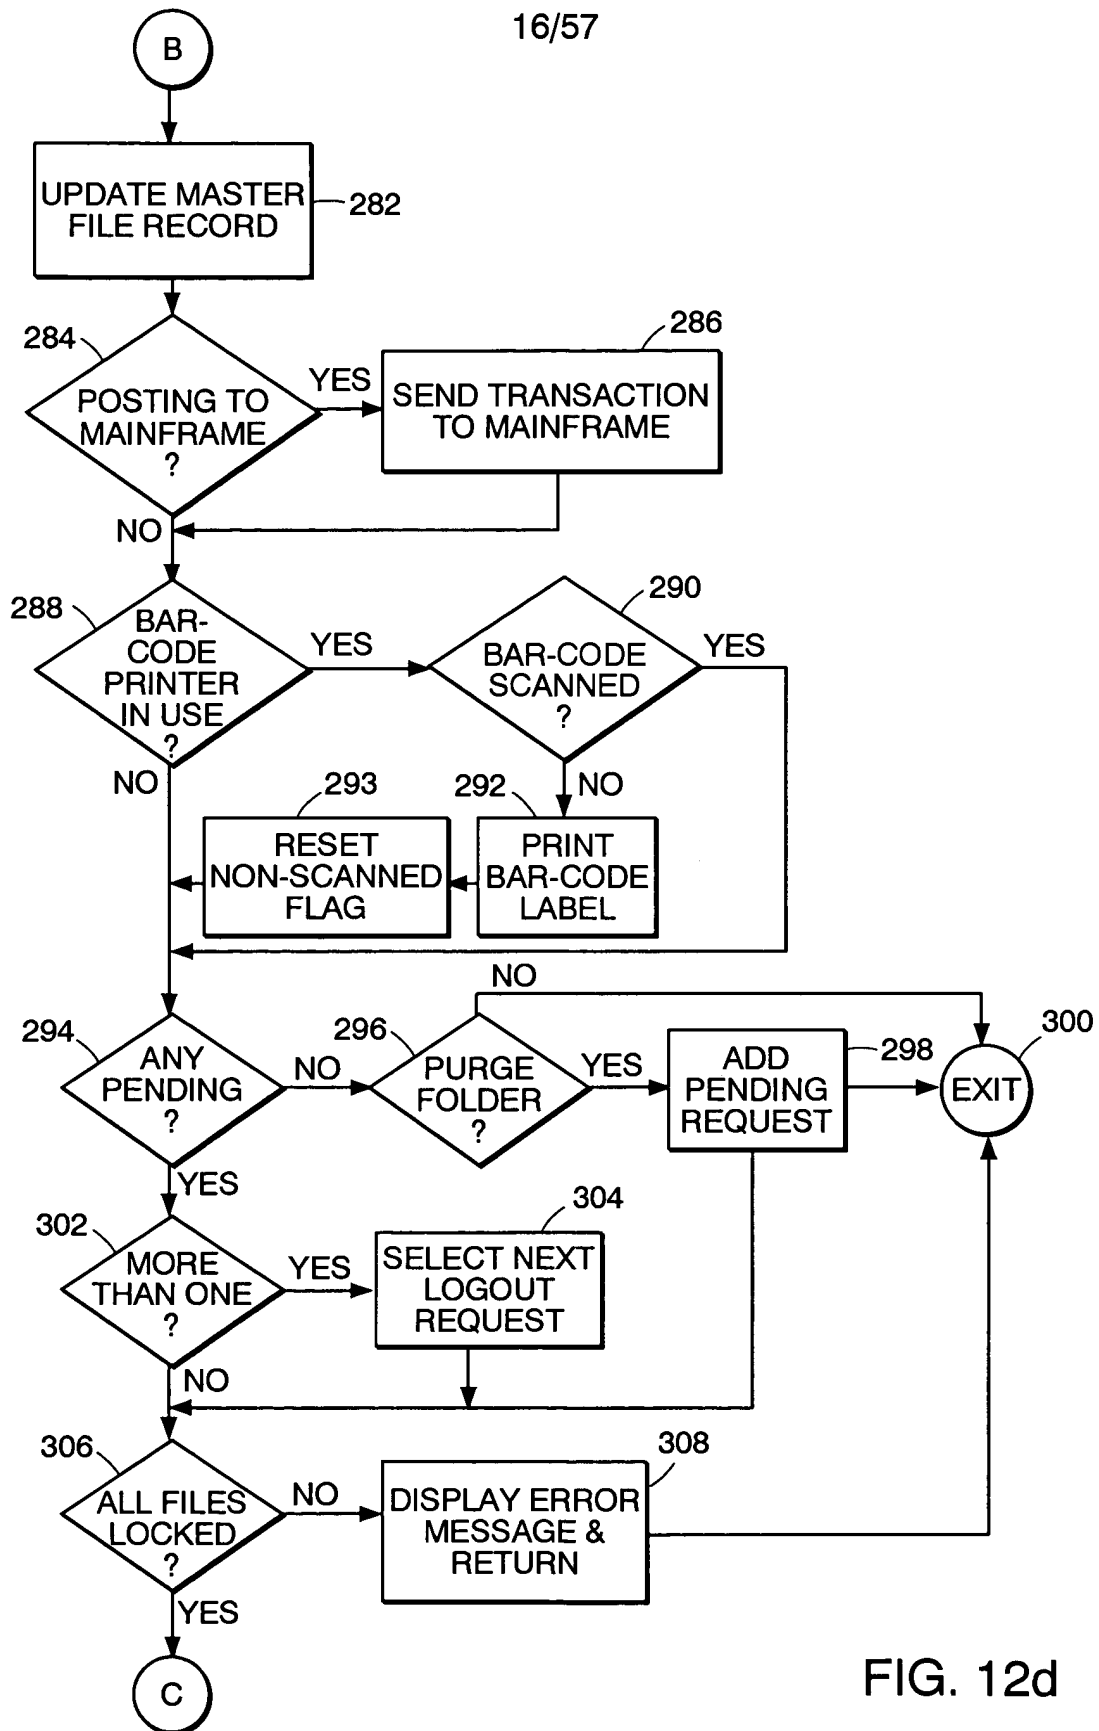 16/57
B
UPDATE MASTER
FILE RECORD
282
284
POSTING TO
MAINFRAME
?
YES
286
SEND TRANSACTION
TO MAINFRAME
NO
288
BAR-
CODE
PRINTER
IN USE
?
YES
290
BAR-CODE
SCANNED
?
YES
NO
NO
293
RESET
NON-SCANNED
FLAG
292
PRINT
BAR-CODE
LABEL
294
ANY
PENDING
?
NO
296
PURGE
FOLDER
?
NO
YES
ADD
PENDING
REQUEST
298
300
EXIT
YES
302
MORE
THAN ONE
?
YES
304
SELECT NEXT
LOGOUT
REQUEST
NO
306
ALL FILES
LOCKED
?
NO
308
DISPLAY ERROR
MESSAGE &
RETURN
YES
C
FIG. 12d